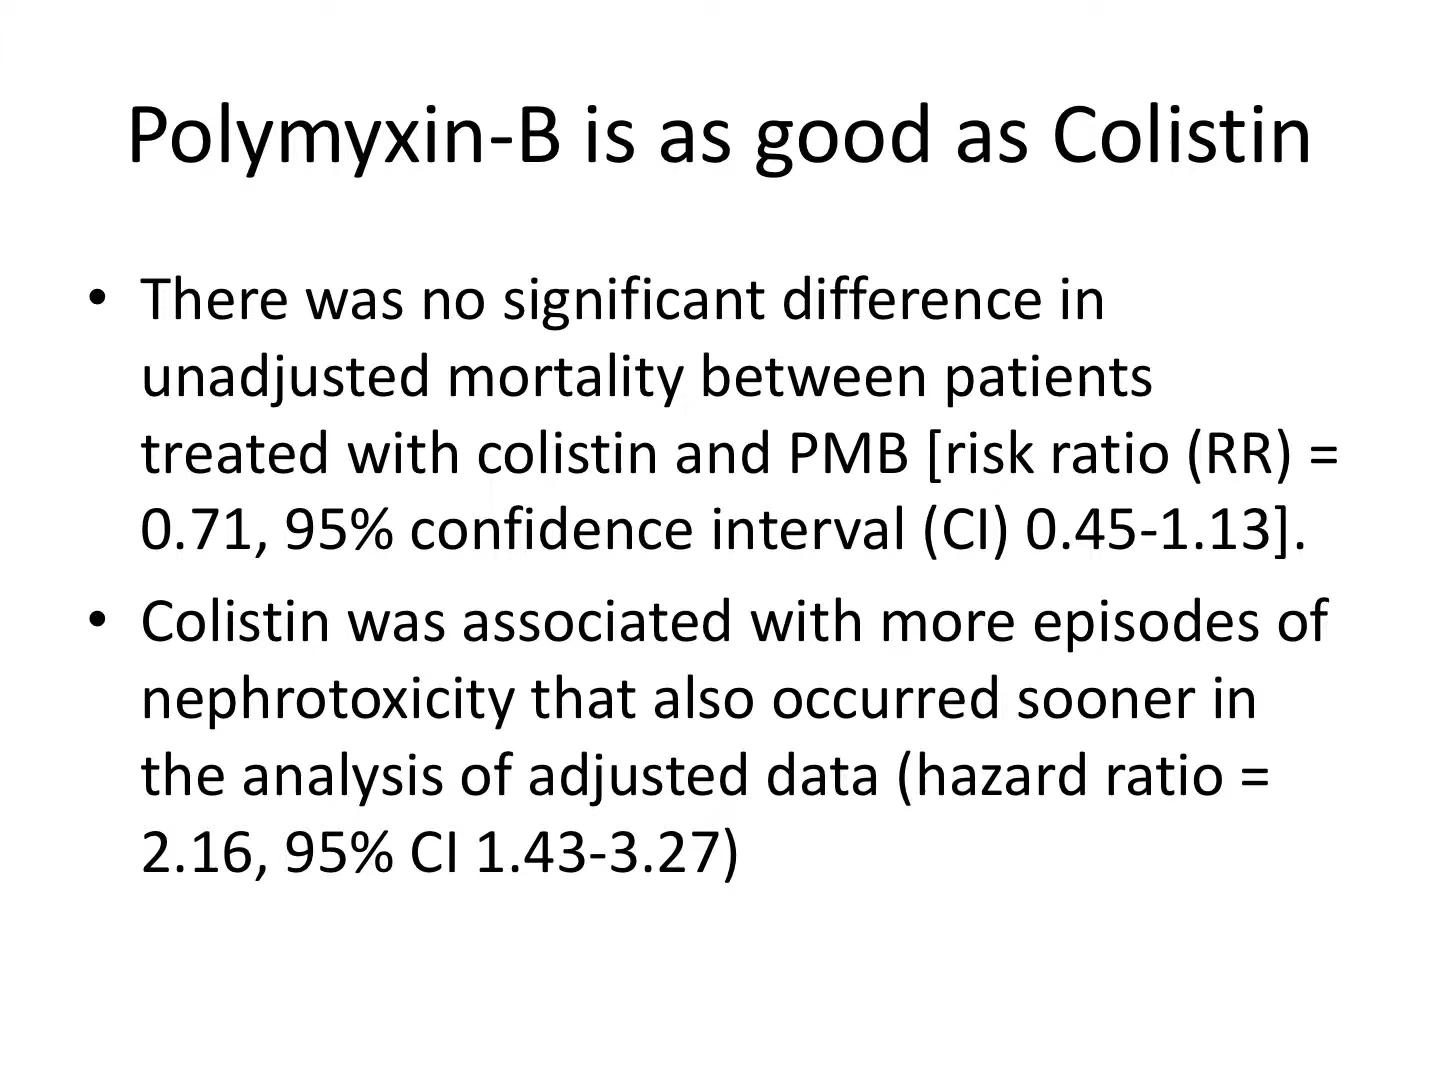 Polymyxin-B is as good as Colistin
• There was no significant difference in
unadjusted mortality between patients
treated with colistin and PMB [risk ratio (RR) =
0.71, 95% confidence interval (CI) 0.45-1.13].
• Colistin was associated with more episodes of
nephrotoxicity that also occurred sooner in
the analysis of adjusted data (hazard ratio =
2.16, 95% CI 1.43-3.27)